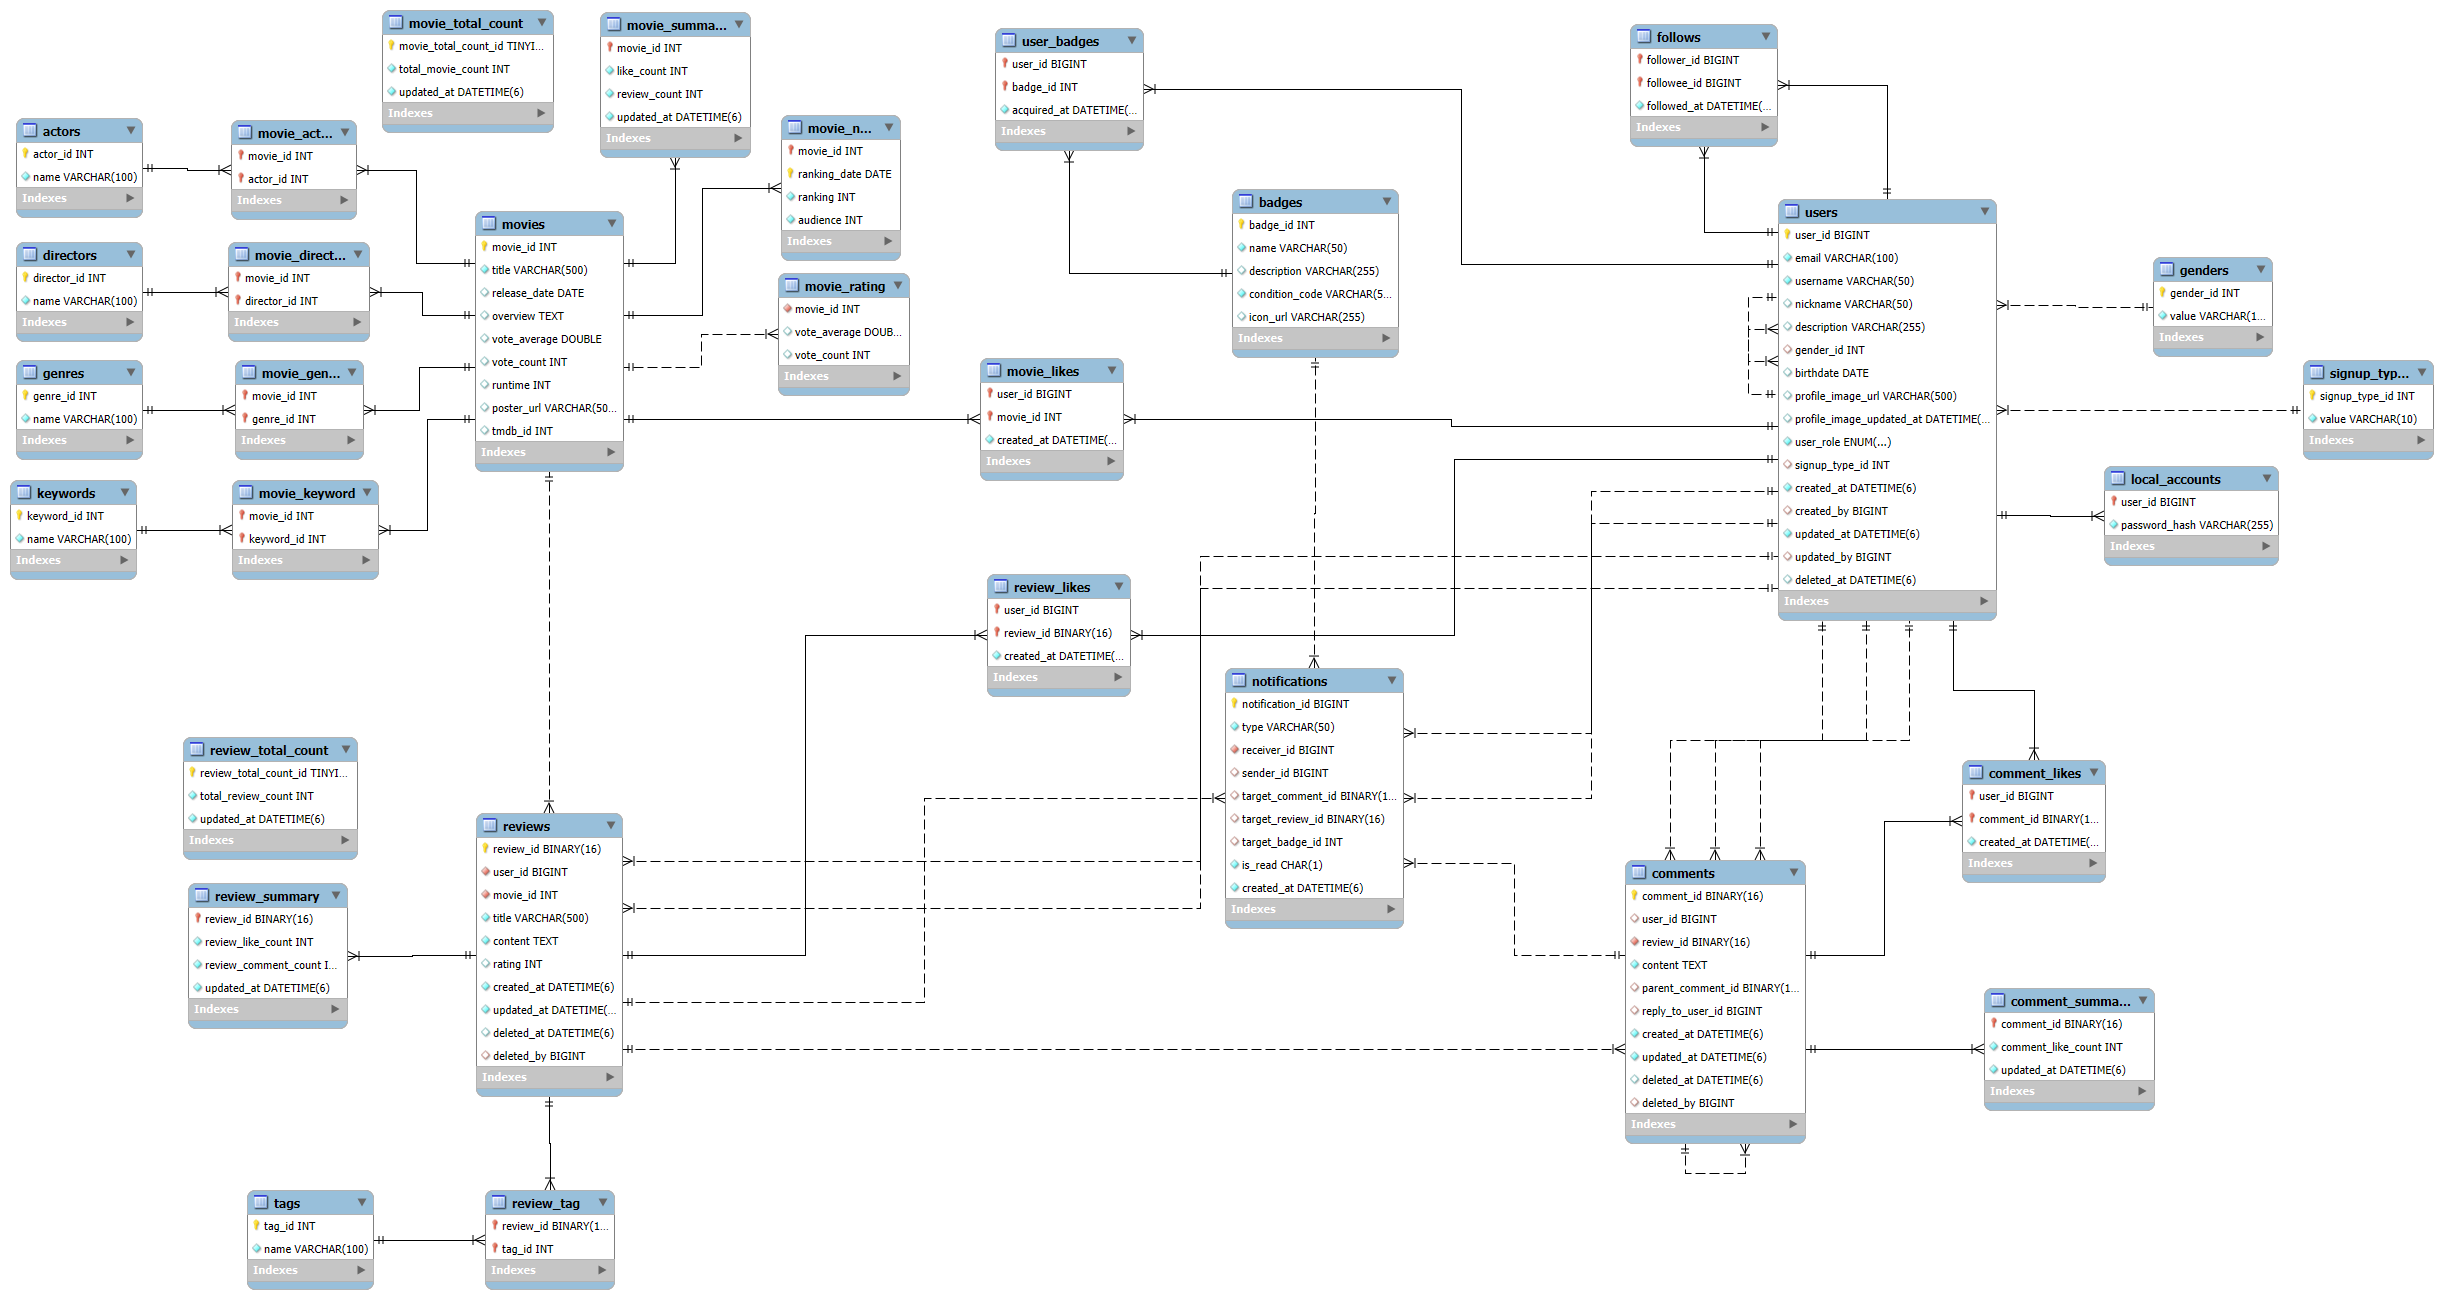 movie_total_count
movie_total_count_id TINYI...
total_movie_count INT
updated_at DATETIME(6)
Indexes
movie_summa...
movie_id INT
like_count INT
review_count INT
updated_at DATETIME(6)
Indexes
user_badges
user_id BIGINT
badge_id INT
acquired_at DATETIME(...
Indexes
follows
follower_id BIGINT
followee_id BIGINT
followed_at DATETIME(...
Indexes
actors
actor_id INT
name VARCHAR(100)
Indexes
movie_act...
movie_id INT
actor_id INT
Indexes
movie_n...
movie_id INT
ranking_date DATE
ranking INT
audience INT
Indexes
badges
badge_id INT
name VARCHAR(50)
description VARCHAR(255)
condition_code VARCHAR(5...
icon_url VARCHAR(255)
Indexes
users
user_id BIGINT
email VARCHAR(100)
username VARCHAR(50)
nickname VARCHAR(50)
description VARCHAR(255)
gender_id INT
birthdate DATE
profile_image_url VARCHAR(500)
profile_image_updated_at DATETIME(...
user_role ENUM(...)
signup_type_id INT
created_at DATETIME(6)
created_by BIGINT
updated_at DATETIME(6)
updated_by BIGINT
deleted_at DATETIME(6)
Indexes
movies
movie_id INT
title VARCHAR(500)
release_date DATE
overview TEXT
vote_average DOUBLE
vote_count INT
runtime INT
poster_url VARCHAR(50...
tmdb_id INT
Indexes
directors
director_id INT
name VARCHAR(100)
Indexes
movie_direct...
movie_id INT
director_id INT
Indexes
movie_rating
movie_id INT
vote_average DOUB...
vote_count INT
Indexes
genders
gender_id INT
value VARCHAR(1...
Indexes
genres
genre_id INT
name VARCHAR(100)
Indexes
movie_gen...
movie_id INT
genre_id INT
Indexes
movie_likes
user_id BIGINT
movie_id INT
created_at DATETIME(...
Indexes
signup_typ...
signup_type_id INT
value VARCHAR(10)
Indexes
keywords
keyword_id INT
name VARCHAR(100)
Indexes
movie_keyword
movie_id INT
keyword_id INT
Indexes
local_accounts
user_id BIGINT
password_hash VARCHAR(255)
Indexes
review_likes
user_id BIGINT
review_id BINARY(16)
created_at DATETIME(...
Indexes
notifications
notification_id BIGINT
type VARCHAR(50)
receiver_id BIGINT
sender_id BIGINT
target_comment_id BINARY(1...
target_review_id BINARY(16)
target_badge_id INT
is_read CHAR(1)
created_at DATETIME(6)
Indexes
review_total_count
review_total_count_id TINYI...
total_review_count INT
updated_at DATETIME(6)
Indexes
comment_likes
user_id BIGINT
comment_id BINARY(1...
created_at DATETIME(...
Indexes
reviews
review_id BINARY(16)
user_id BIGINT
movie_id INT
title VARCHAR(500)
content TEXT
rating INT
created_at DATETIME(6)
updated_at DATETIME(...
deleted_at DATETIME(6)
deleted_by BIGINT
Indexes
comments
comment_id BINARY(16)
user_id BIGINT
review_id BINARY(16)
content TEXT
parent_comment_id BINARY(1...
reply_to_user_id BIGINT
created_at DATETIME(6)
updated_at DATETIME(6)
deleted_at DATETIME(6)
deleted_by BIGINT
Indexes
review_summary
review_id BINARY(16)
review_like_count INT
review_comment_count I...
updated_at DATETIME(6)
Indexes
comment_summa...
comment_id BINARY(16)
comment_like_count INT
updated_at DATETIME(6)
Indexes
tags
tag_id INT
name VARCHAR(100)
Indexes
review_tag
review_id BINARY(1...
tag_id INT
Indexes